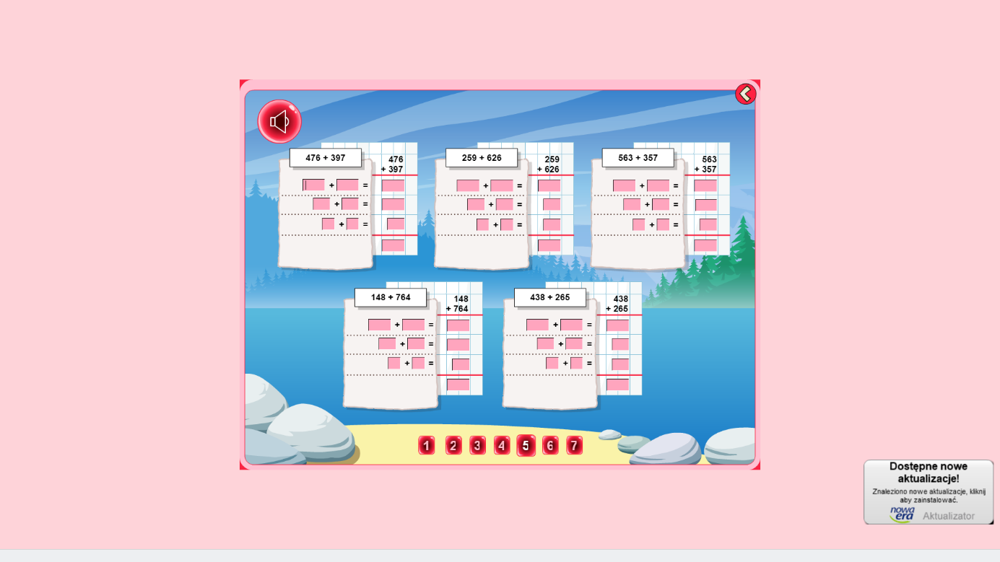 476 + 397
476
+ 397
+ =
+ =
+ =
259 + 626
259
+ 626
+ =
+ =
+ =
563 + 357
563
+ 357
+ =
+ =
+ =
148 + 764
148
+ 764
+ =
+ =
+ =
438 + 265
438
+ 265
+ =
+ =
+ =
1 2 3 4 5 6 7
Dostępne nowe
aktualizacje!
Znaleziono nowe aktualizacje, kliknij
aby zainstalować.
nowa
era Aktualizator